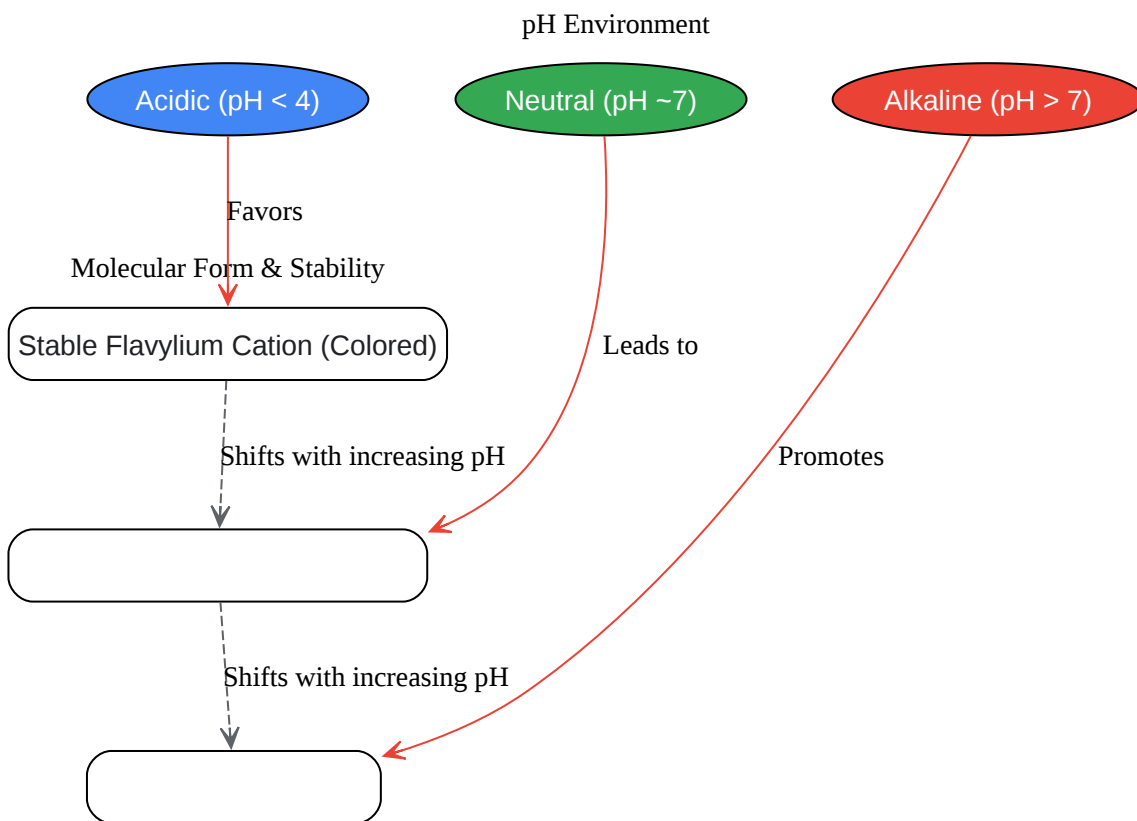 pH Environment
Acidic (pH < 4)
Neutral (pH ~7)
Alkaline (pH > 7)
Favors
Molecular Form & Stability
Stable Flavylium Cation (Colored)
Leads to
Shifts with increasing pH
Promotes
Shifts with increasing pH